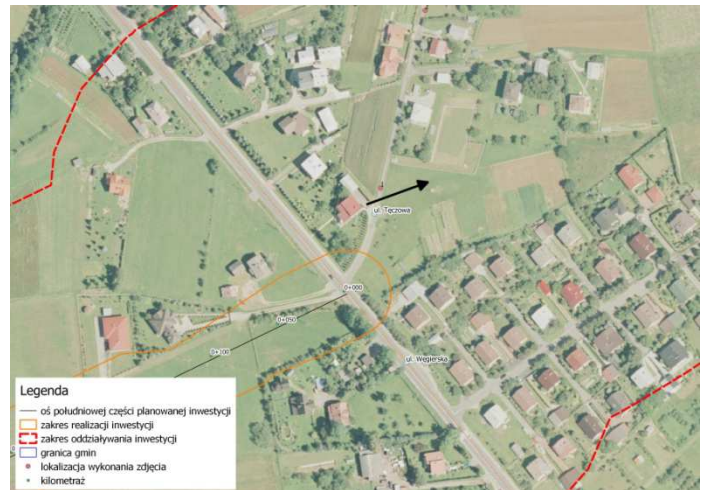 ul. Tęczowa
0+000
0+050
0+100
ul. Węgierska
Legenda
oś południowej części planowanej inwestycji
zakres realizacji inwestycji
zakres oddziaływania inwestycji
granica gmin
lokalizacja wykonania zdjęcia
kilometraż